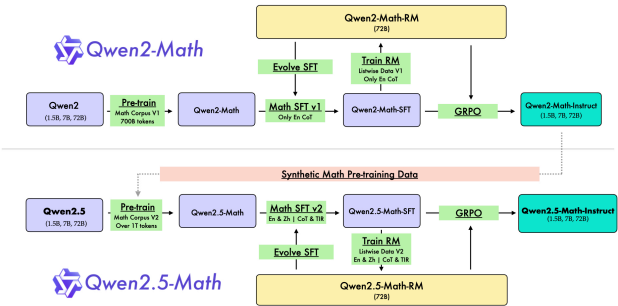 Qwen2-Math-RM
(72B)
Qwen2-Math
Evolve SFT
Train RM
Listwise Data V1
Only En CoT
Qwen2
(1.5B, 7B, 72B)
Pre-train
Math Corpus V1
700B tokens
Qwen2-Math
Math SFT v1
Only En CoT
Qwen2-Math-SFT
GRPO
Qwen2-Math-Instruct
(1.5B, 7B, 72B)
Synthetic Math Pre-training Data
Qwen2.5
(1.5B, 7B, 72B)
Pre-train
Math Corpus V2
Over 1T tokens
Qwen2.5-Math
Math SFT v2
En & Zh | CoT & TIR
Qwen2.5-Math-SFT
GRPO
Qwen2.5-Math-Instruct
(1.5B, 7B, 72B)
Evolve SFT
Train RM
Listwise Data V2
En & Zh | CoT & TIR
Qwen2.5-Math
Qwen2.5-Math-RM
(72B)